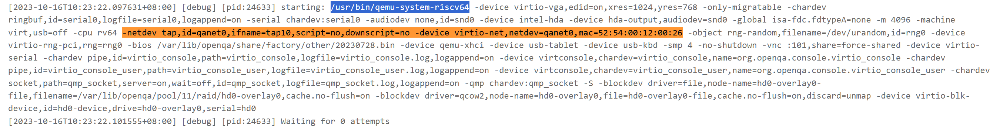 [2023-10-16T10:23:22.097631+08:00] [debug] [pid:24633] starting: /usr/bin/qemu-system-riscv64 -device virtio-vga,edid=on,xres=1024,yres=768 -only-migratable -chardev
ringbuf,id=serial0,logfile=serial0,logappend=on -serial chardev:serial0 -audiodev none,id=snd0 -device intel-hda -device hda-output,audiodev=snd0 -global isa-fdc.fdtypeA=none -m 4096 -machine
virt,usb=off -cpu rv64 -netdev tap,id=qanet0,ifname=tap10,script=no,downscript=no -device virtio-net,netdev=qanet0,mac=52:54:00:12:00:26 -object rng-random,filename=/dev/urandom,id=rng0 -device
virtio-rng-pci,rng=rng0 -bios /var/lib/openqa/share/factory/other/20230728.bin -device qemu-xhci -device usb-tablet -device usb-kbd -smp 4 -no-shutdown -vnc :101,share=force-shared -device virtio-
serial -chardev pipe,id=virtio_console,path=virtio_console,logfile=virtio_console.log,logappend=on -device virtconsole,chardev=virtio_console,name=org.openqa.console.virtio_console -chardev
pipe,id=virtio_console_user,path=virtio_console_user,logfile=virtio_console_user.log,logappend=on -device virtconsole,chardev=virtio_console_user,name=org.openqa.console.virtio_console_user -chardev
socket,path=qmp_socket,server=on,wait=off,id=qmp_socket,logfile=qmp_socket.log,logappend=on -qmp chardev:qmp_socket -S -blockdev driver=file,node-name=hd0-overlay0-
file,filename=/var/lib/openqa/pool/11/raid/hd0-overlay0,cache.no-flush=on -blockdev driver=qcow2,node-name=hd0-overlay0,file=hd0-overlay0-file,cache.no-flush=on,discard=unmap -device virtio-blk-
device,id=hd0-device,drive=hd0-overlay0,serial=hd0
[2023-10-16T10:23:22.101555+08:00] [debug] [pid:24633] Waiting for 0 attempts